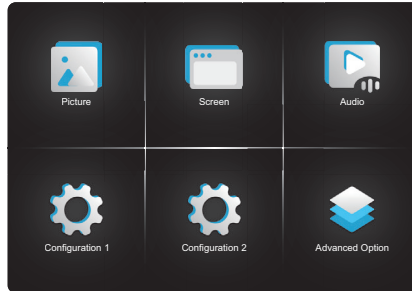 Picture
Screen
Audio
Configuration 1
Configuration 2
Advanced Option